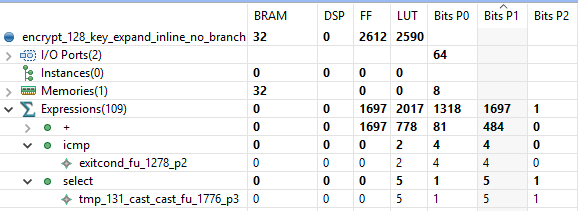 BRAM DSP FF LUT Bits P0 Bits P1 Bits P2
encrypt_128_key_expand_inline_no_branch 32 0 2612 2590
I/O Ports(2) 64
Instances(0) 0 0 0 0
Memories(1) 32 0 0 8
Expressions(109) 0 0 1697 2017 1318 1697 1
+ 0 0 1697 778 81 484 0
icmp 0 0 0 2 4 4 0
exitcond_fu_1278_p2 0 0 0 2 4 4 0
select 0 0 0 5 1 5 1
tmp_131_cast_cast_fu_1776_p3 0 0 0 5 1 5 1